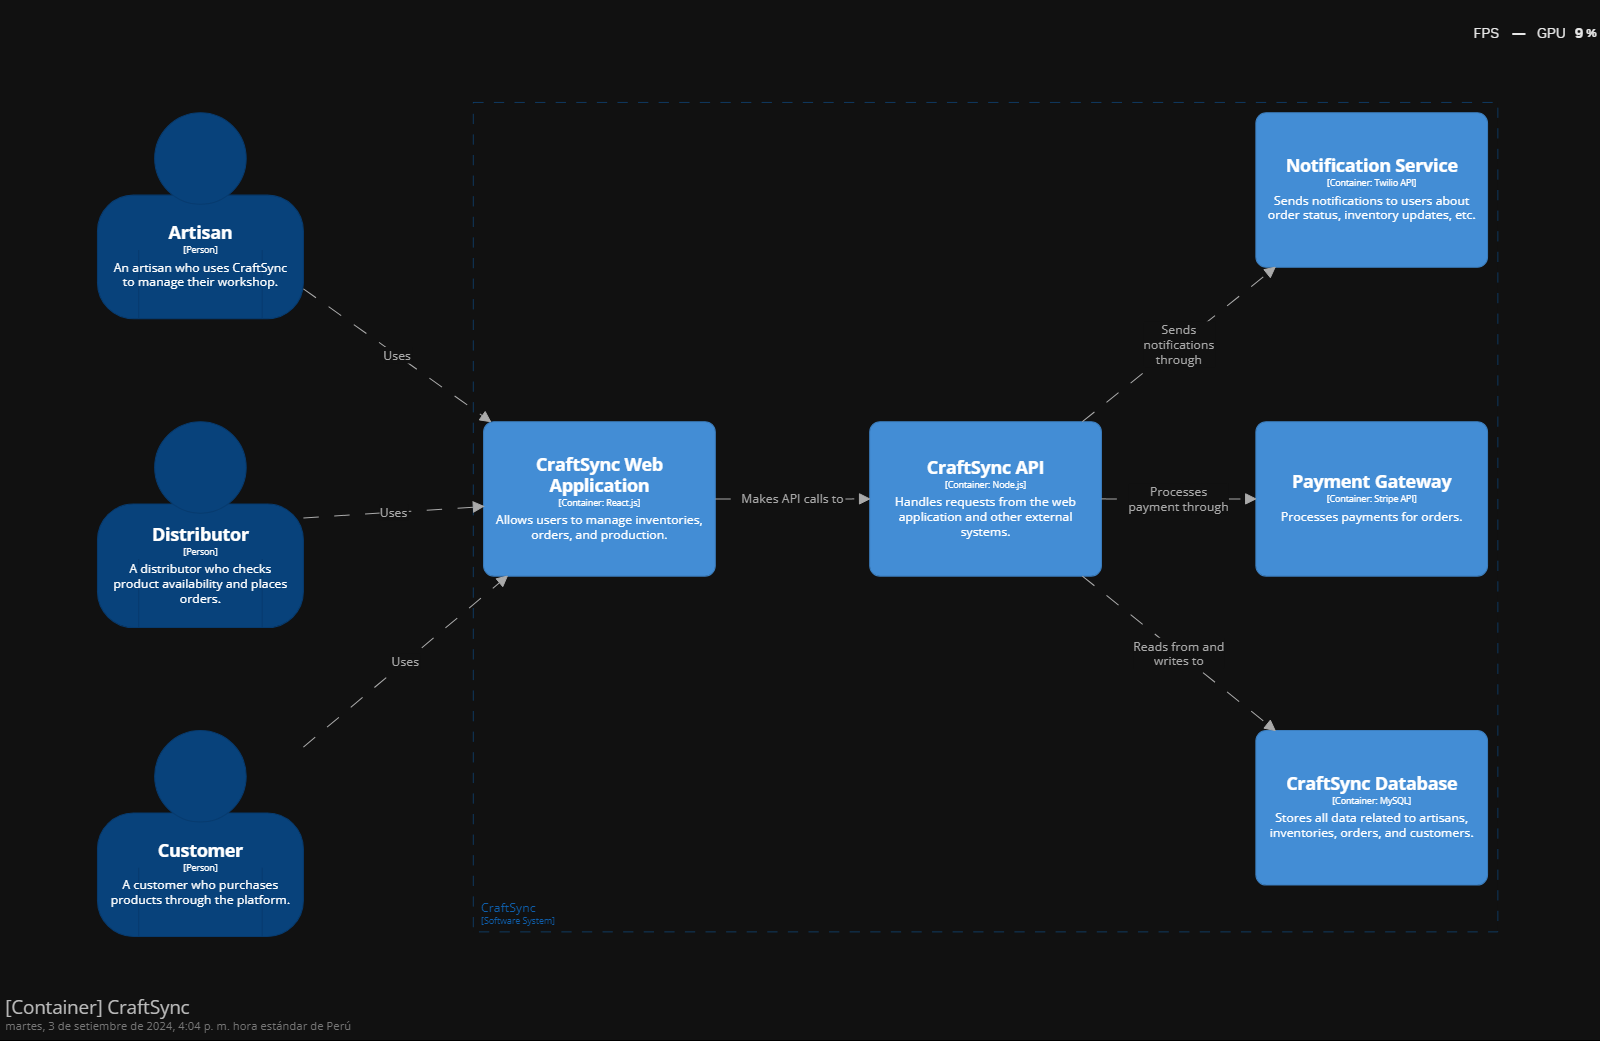 FPS — GPU 9 %
Artisan
[Person]
An artisan who uses CraftSync
to manage their workshop.
Uses
Distributor
[Person]
A distributor who checks
product availability and places
orders.
Uses
Customer
[Person]
A customer who purchases
products through the platform.
Uses
CraftSync Web
Application
[Container: React.js]
Allows users to manage inventories,
orders, and production.
Makes API calls to
CraftSync API
[Container: Node.js]
Handles requests from the web
application and other external
systems.
Sends
notifications
through
Notification Service
[Container: Twilio API]
Sends notifications to users about
order status, inventory updates, etc.
Processes
payment through
Payment Gateway
[Container: Stripe API]
Processes payments for orders.
Reads from and
writes to
CraftSync Database
[Container: MySQL]
Stores all data related to artisans,
inventories, orders, and customers.
CraftSync
[Software System]
[Container] CraftSync
martes, 3 de setiembre de 2024, 4:04 p. m. hora estándar de Perú